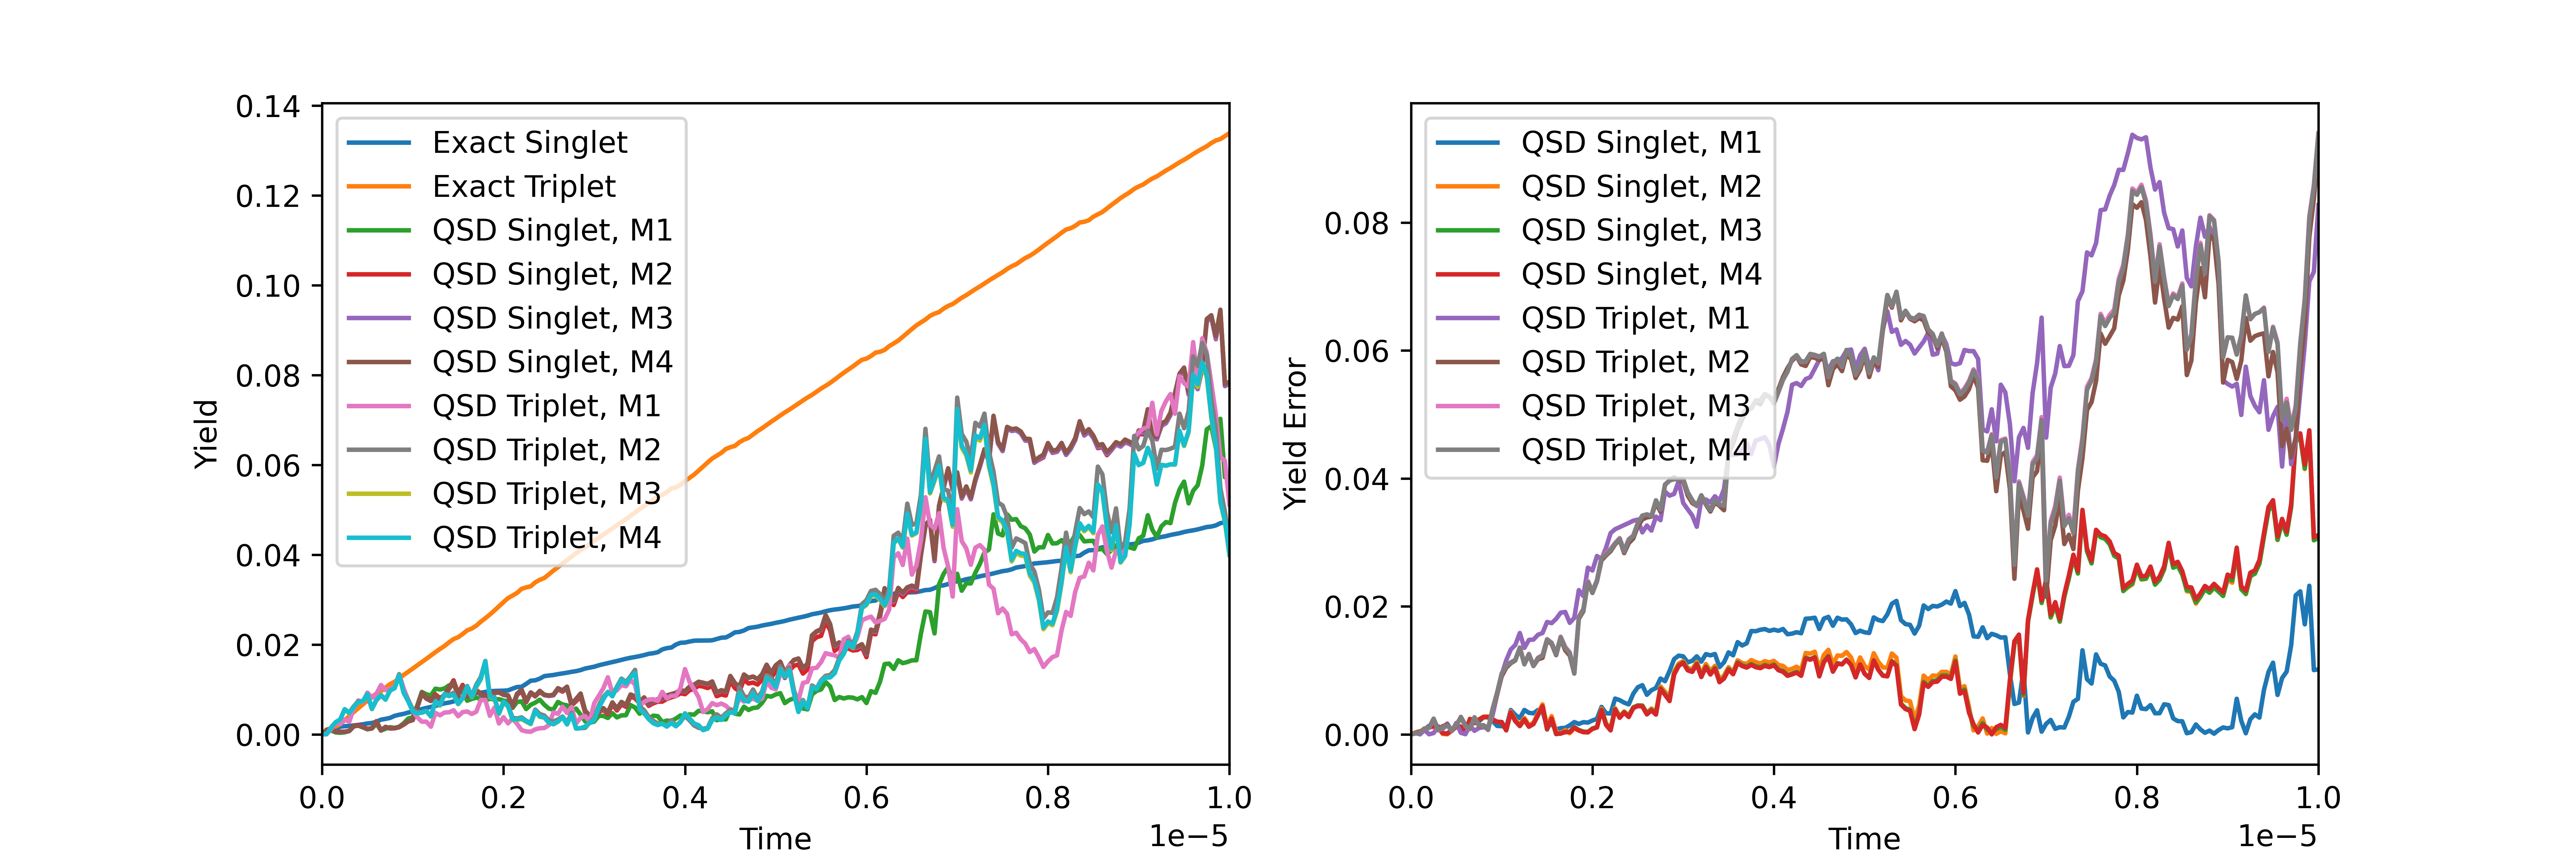 0.14
0.12
0.10
0.08
0.06
0.04
0.02
0.00
Yield
Exact Singlet
Exact Triplet
QSD Singlet, M1
QSD Singlet, M2
QSD Singlet, M3
QSD Singlet, M4
QSD Triplet, M1
QSD Triplet, M2
QSD Triplet, M3
QSD Triplet, M4
0.0 0.2 0.4 0.6 0.8 1.0
Time
1e−5
0.08
0.06
0.04
0.02
0.00
Yield Error
QSD Singlet, M1
QSD Singlet, M2
QSD Singlet, M3
QSD Singlet, M4
QSD Triplet, M1
QSD Triplet, M2
QSD Triplet, M3
QSD Triplet, M4
0.0 0.2 0.4 0.6 0.8 1.0
Time
1e−5